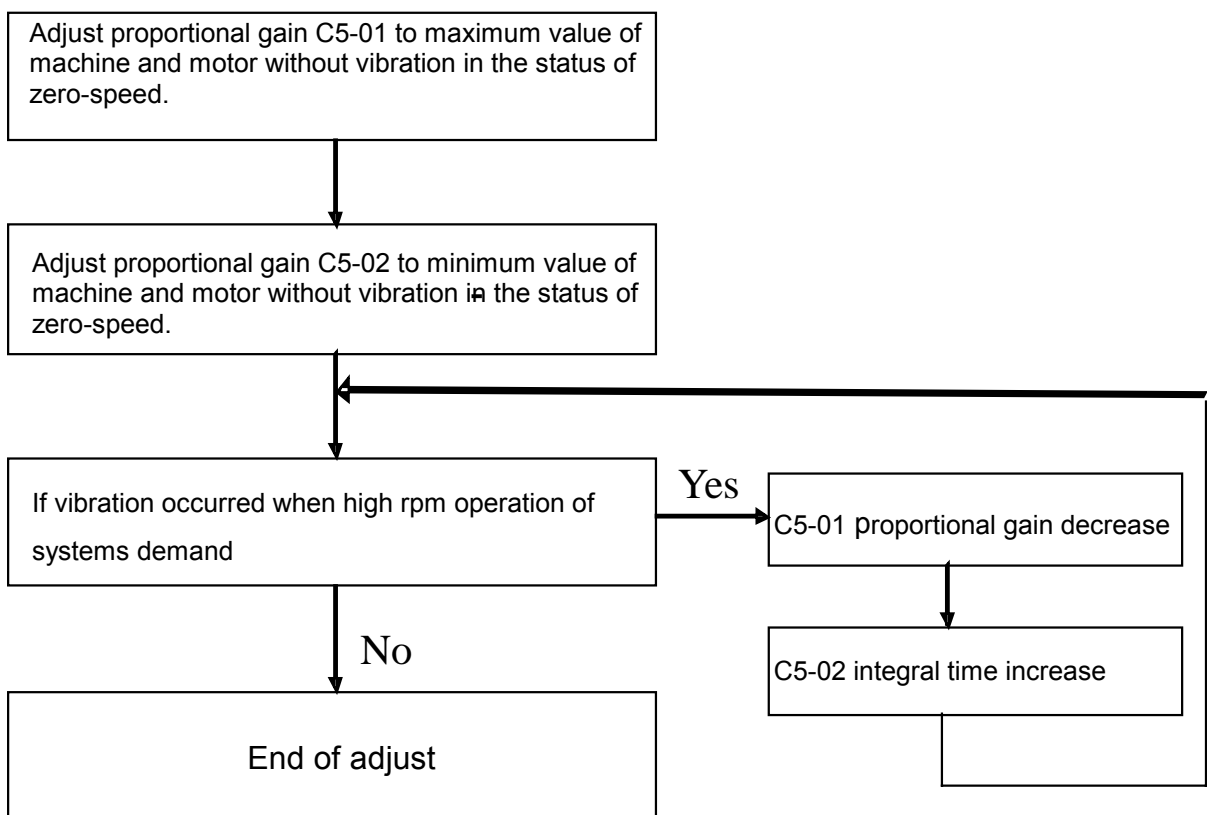 Adjust proportional gain C5-01 to maximum value of
machine and motor without vibration in the status of
zero-speed.
Adjust proportional gain C5-02 to minimum value of
machine and motor without vibration in the status of
zero-speed.
If vibration occurred when high rpm operation of
systems demand
Yes
C5-01 proportional gain decrease
C5-02 integral time increase
No
End of adjust